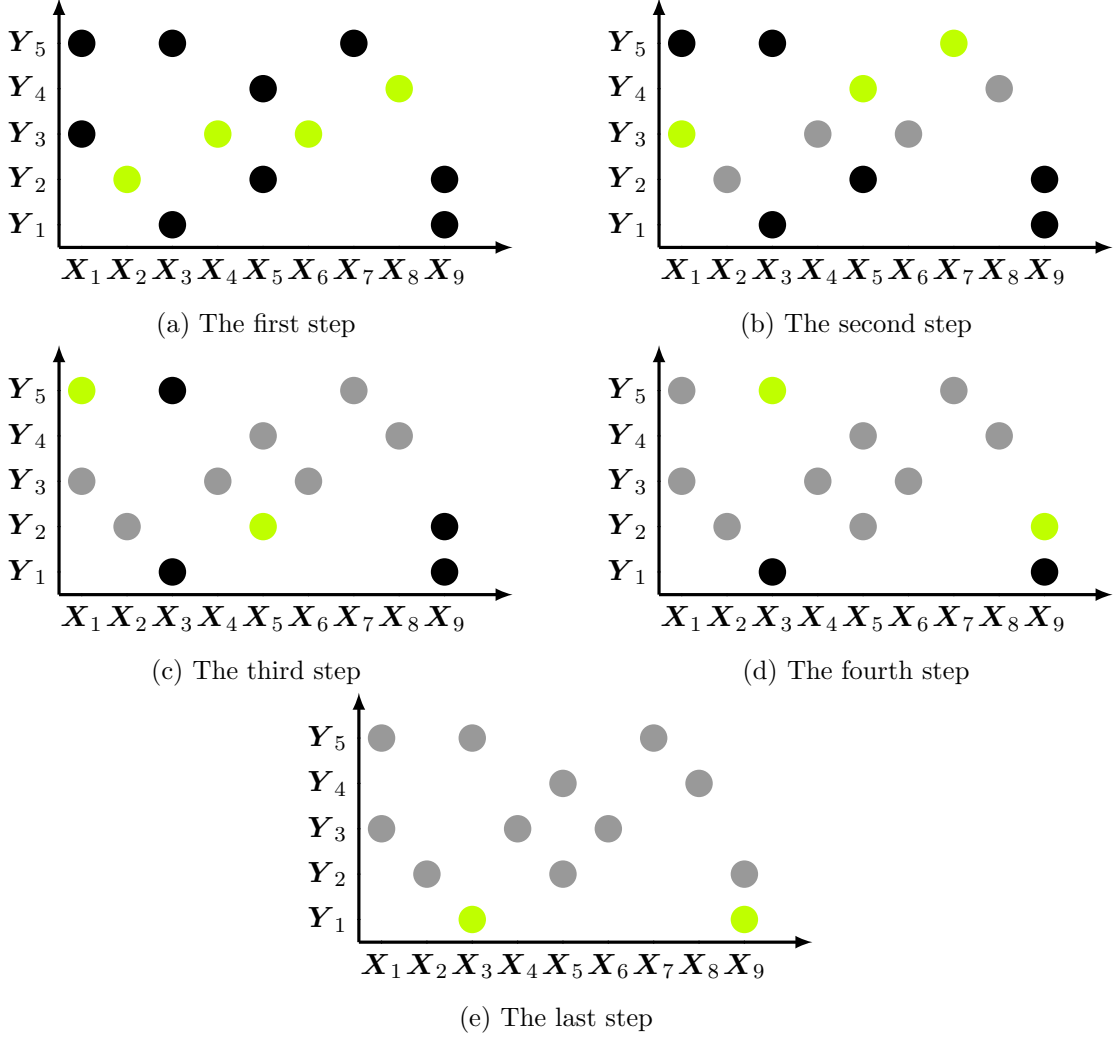 Y5
Y4
Y3
Y2
Y1
X1 X2 X3 X4 X5 X6 X7 X8 X9
(a) The first step
Y5
Y4
Y3
Y2
Y1
X1 X2 X3 X4 X5 X6 X7 X8 X9
(b) The second step
Y5
Y4
Y3
Y2
Y1
X1 X2 X3 X4 X5 X6 X7 X8 X9
(c) The third step
Y5
Y4
Y3
Y2
Y1
X1 X2 X3 X4 X5 X6 X7 X8 X9
(d) The fourth step
Y5
Y4
Y3
Y2
Y1
X1 X2 X3 X4 X5 X6 X7 X8 X9
(e) The last step